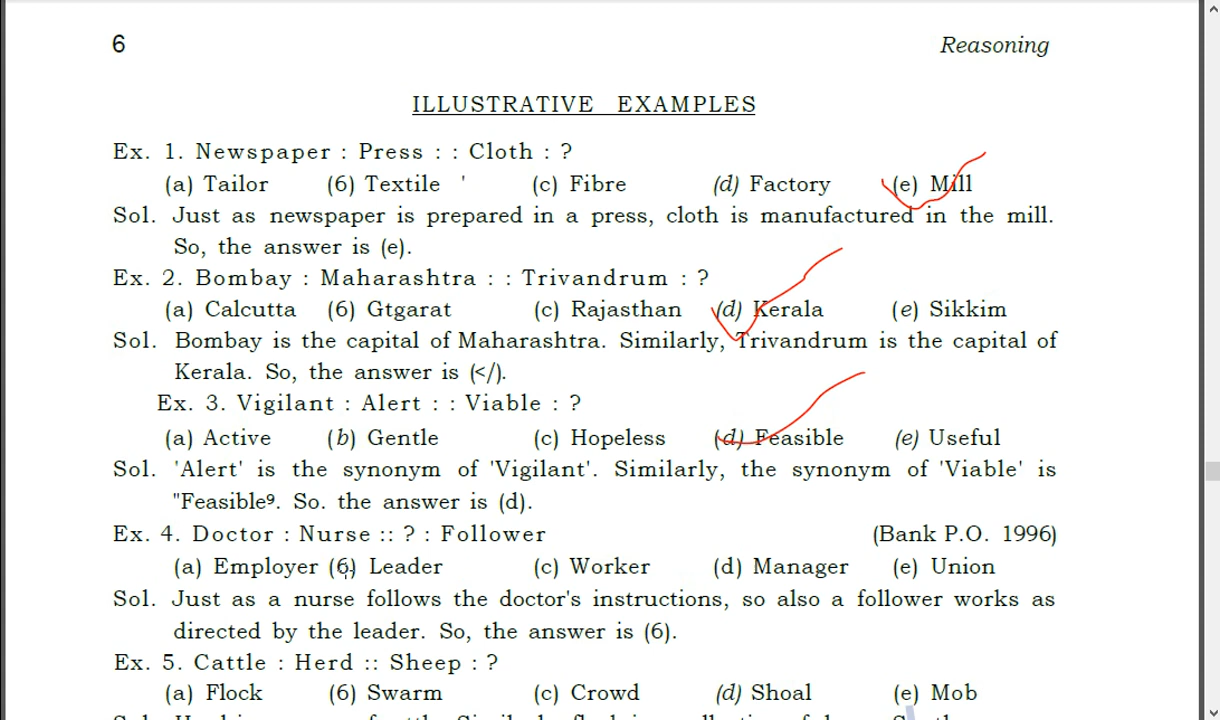 6 Reasoning
ILLUSTRATIVE EXAMPLES
Ex. 1. Newspaper : Press : : Cloth : ?
(a) Tailor (6) Textile ' (c) Fibre (d) Factory (e) Mill
Sol. Just as newspaper is prepared in a press, cloth is manufactured in the mill.
So, the answer is (e).
Ex. 2. Bombay : Maharashtra : : Trivandrum : ?
(a) Calcutta (6) Gtgarat (c) Rajasthan (d) Kerala (e) Sikkim
Sol. Bombay is the capital of Maharashtra. Similarly, Trivandrum is the capital of
Kerala. So, the answer is (</).
Ex. 3. Vigilant : Alert : : Viable : ?
(a) Active (b) Gentle (c) Hopeless (d) Feasible (e) Useful
Sol. 'Alert' is the synonym of 'Vigilant'. Similarly, the synonym of 'Viable' is
"Feasible⁹. So. the answer is (d).
Ex. 4. Doctor : Nurse :: ? : Follower (Bank P.O. 1996)
(a) Employer (6) Leader (c) Worker (d) Manager (e) Union
Sol. Just as a nurse follows the doctor's instructions, so also a follower works as
directed by the leader. So, the answer is (6).
Ex. 5. Cattle : Herd :: Sheep : ?
(a) Flock (6) Swarm (c) Crowd (d) Shoal (e) Mob